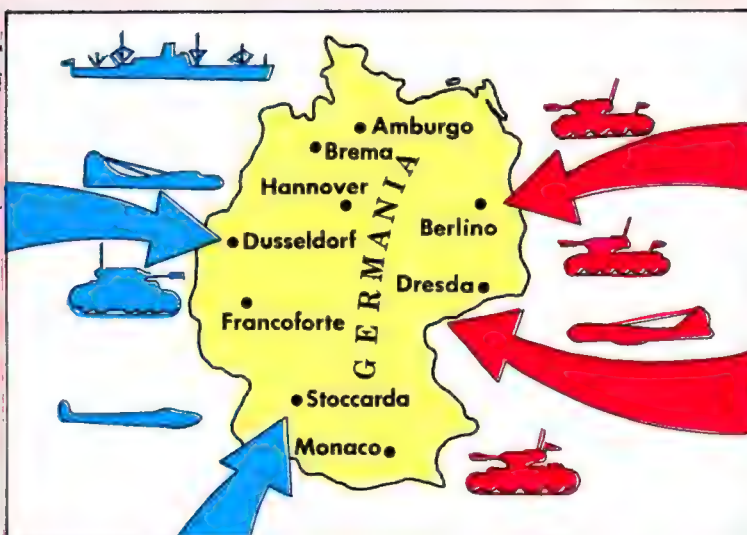 Amburgo
Brema
Hannover
Berlino
Dusseldorf
Dresda
Francoforte
GERMANIA
Stoccarda
Monaco